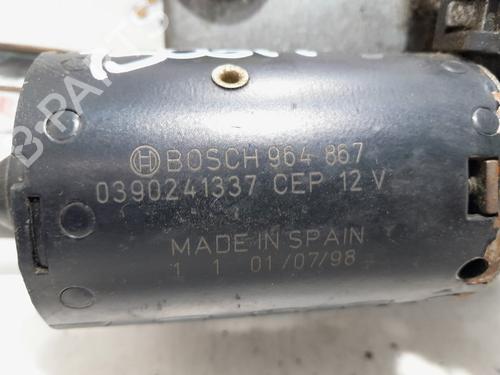 B-PARTS
BOSCH 964 867
0390241337 CEP 12 V
MADE IN SPAIN
1 1 01/07/98